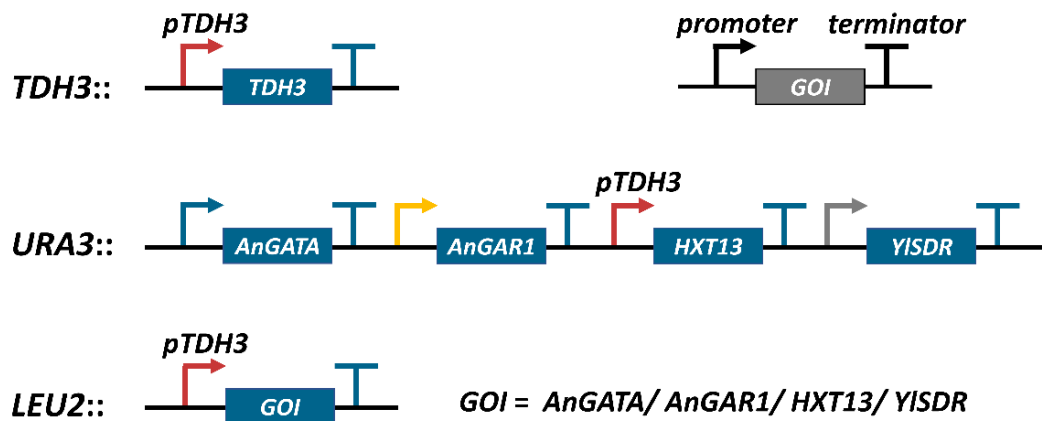 pTDH3
promoter terminator
TDH3:: TDH3 GOI
pTDH3
URA3:: AnGATA AnGAR1 HXT13 YlSDR
pTDH3
LEU2:: GOI GOI = AnGATA/ AnGAR1/ HXT13/ YlSDR